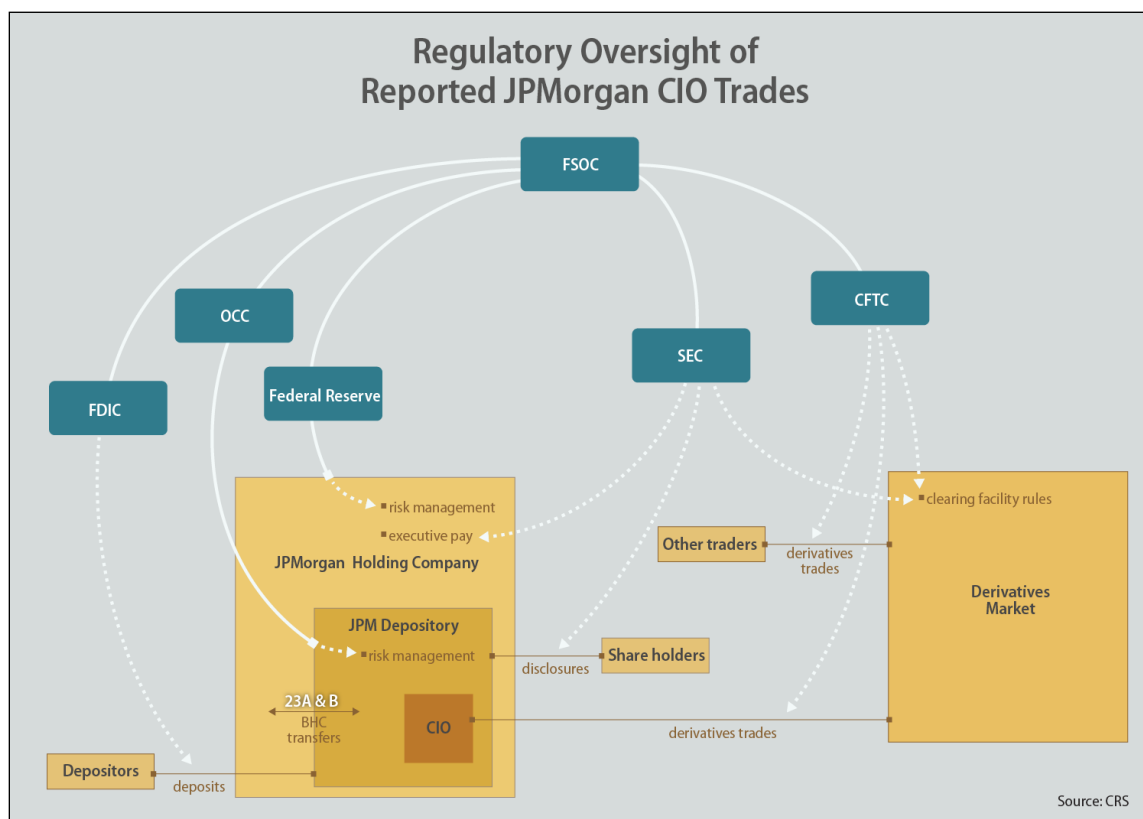 Regulatory Oversight of
Reported JPMorgan CIO Trades
FSOC
OCC
CFTC
SEC
Federal Reserve
FDIC
risk management
executive pay
JPMorgan Holding Company
clearing facility rules
Other traders
derivatives
trades
Derivatives
Market
JPM Depository
risk management
disclosures
Share holders
23A & B
BHC
transfers
CIO
derivatives trades
Depositors
deposits
Source: CRS